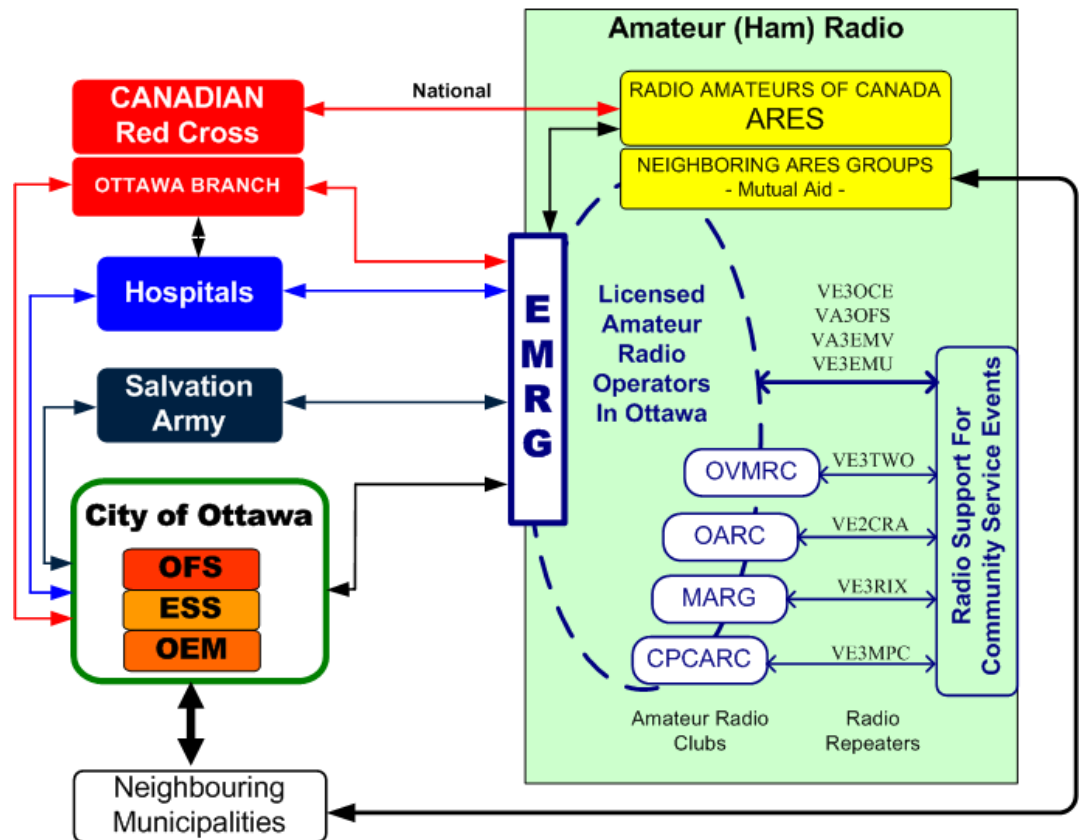 Amateur (Ham) Radio
National
CANADIAN
Red Cross
OTTAWA BRANCH
Hospitals
Salvation
Army
City of Ottawa
OFS
ESS
OEM
Neighbouring
Municipalities
E
M
R
G
RADIO AMATEURS OF CANADA
ARES
NEIGHBORING ARES GROUPS
- Mutual Aid -
Licensed
Amateur
Radio
Operators
In Ottawa
VE3OCE
VA3OFS
VA3EMV
VE3EMU
OVMRC
VE3TWO
OARC
VE2CRA
MARG
VE3RIX
CPCARC
VE3MPC
Amateur Radio
Clubs
Radio
Repeaters
Radio Support For
Community Service Events